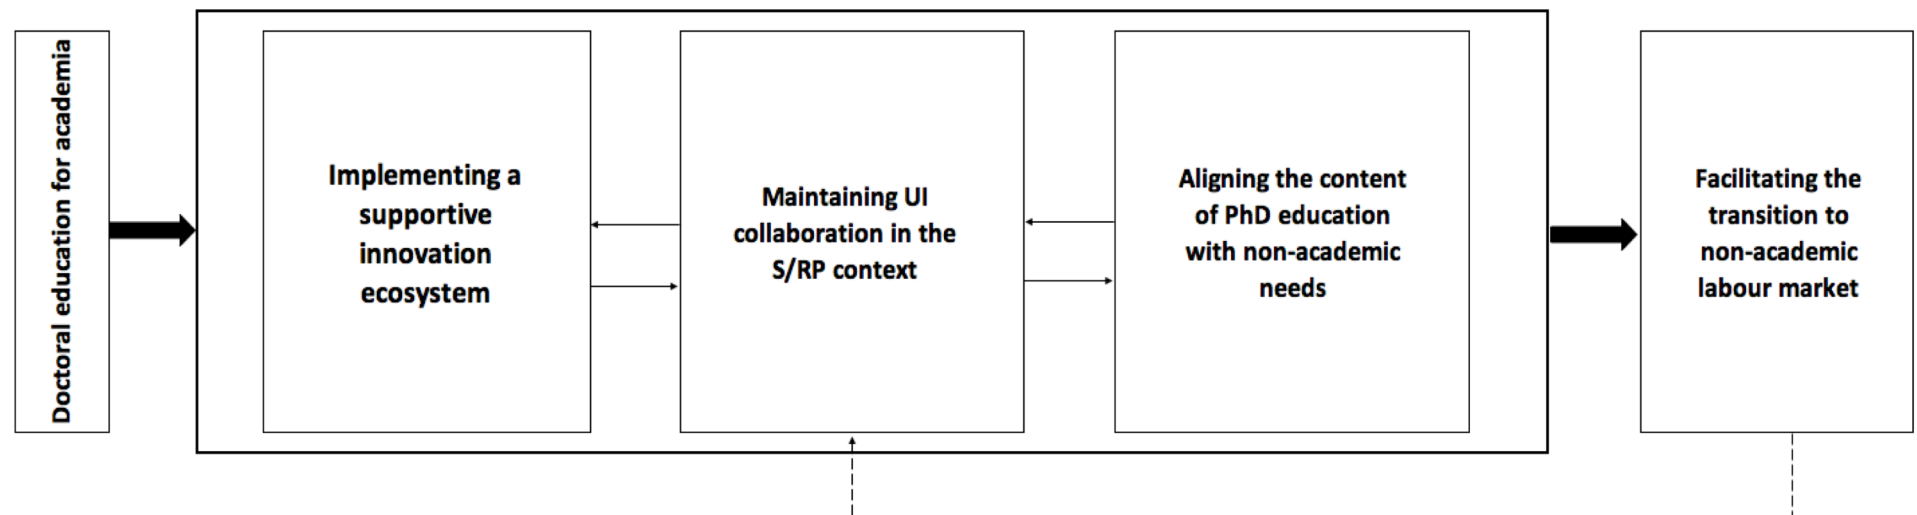 Doctoral education for academia
Implementing a
supportive
innovation
ecosystem
Maintaining UI
collaboration in the
S/RP context
Aligning the content
of PhD education
with non-academic
needs
Facilitating the
transition to
non-academic
labour market